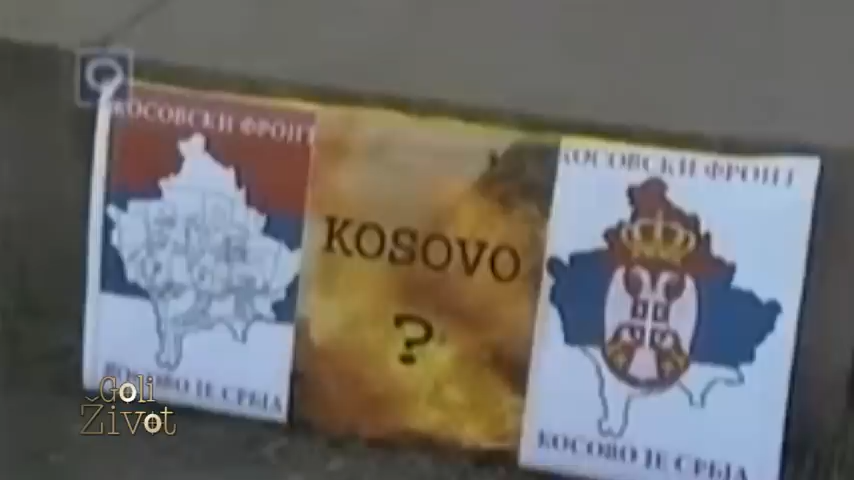 КОСОВСКИ ФРОНТ
КОСОВО ЈЕ СРБИЈА
KOSOVO
?
КОСОВСКИ ФРОНТ
КОСОВО ЈЕ СРБИЈА
Goli
Život